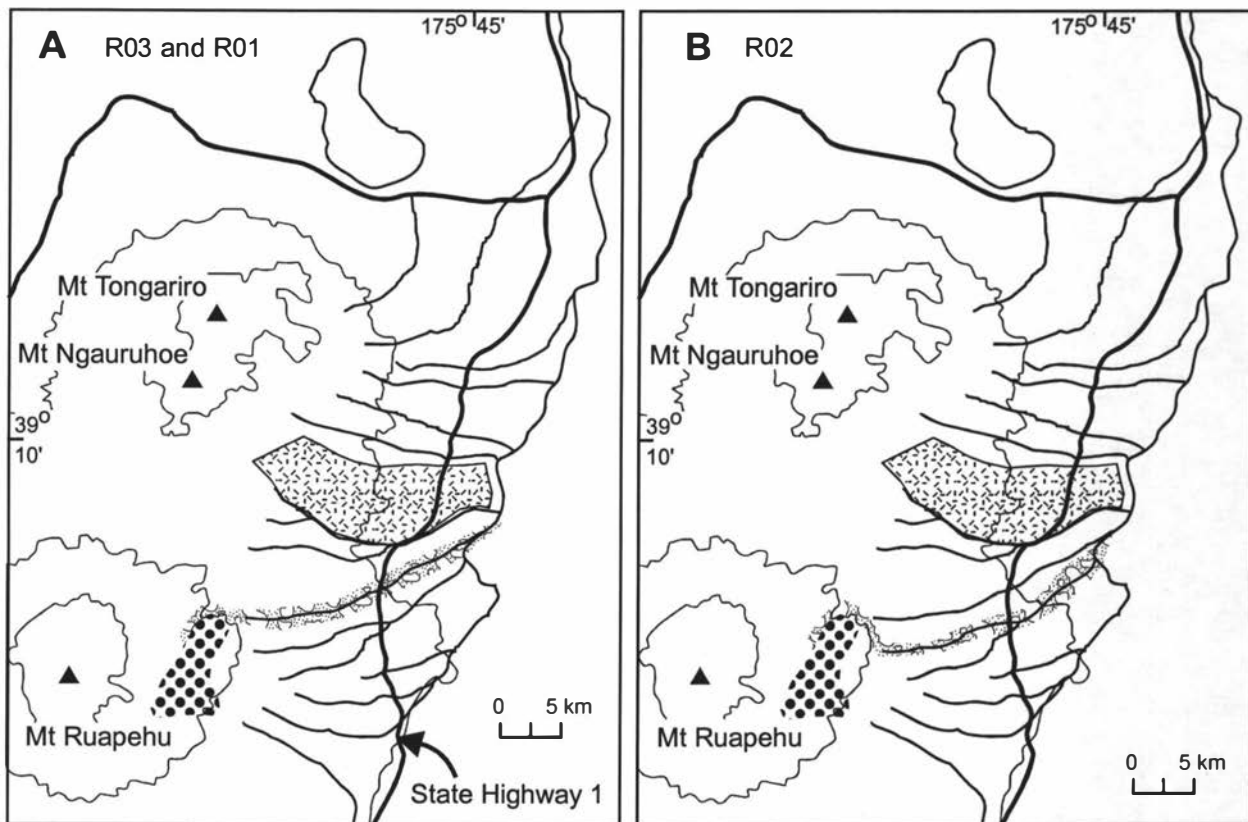 A R03 and R01
175° 45'
Mt Tongariro
Mt Ngauruhoe
39°
10'
Mt Ruapehu
0 5 km
State Highway 1
B R02
175° 45'
Mt Tongariro
Mt Ngauruhoe
39°
10'
Mt Ruapehu
0 5 km